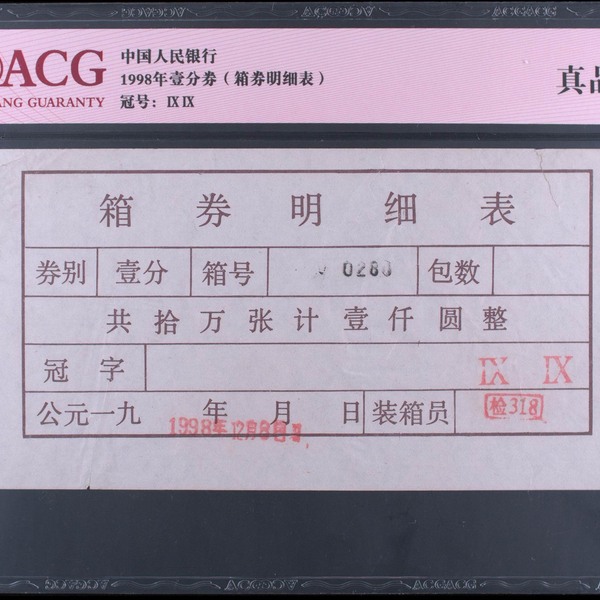 ACG
ANG GUARANTY
中国人民银行
1998年壹分券（箱券明细表）
冠号：ⅨⅨ
真品
箱券明细表
券别 壹分 箱号 0280 包数
共拾万张计壹仟圆整
冠字 Ⅸ Ⅸ
公元一九 年 月 日 装箱员 检318
1998年12月8日